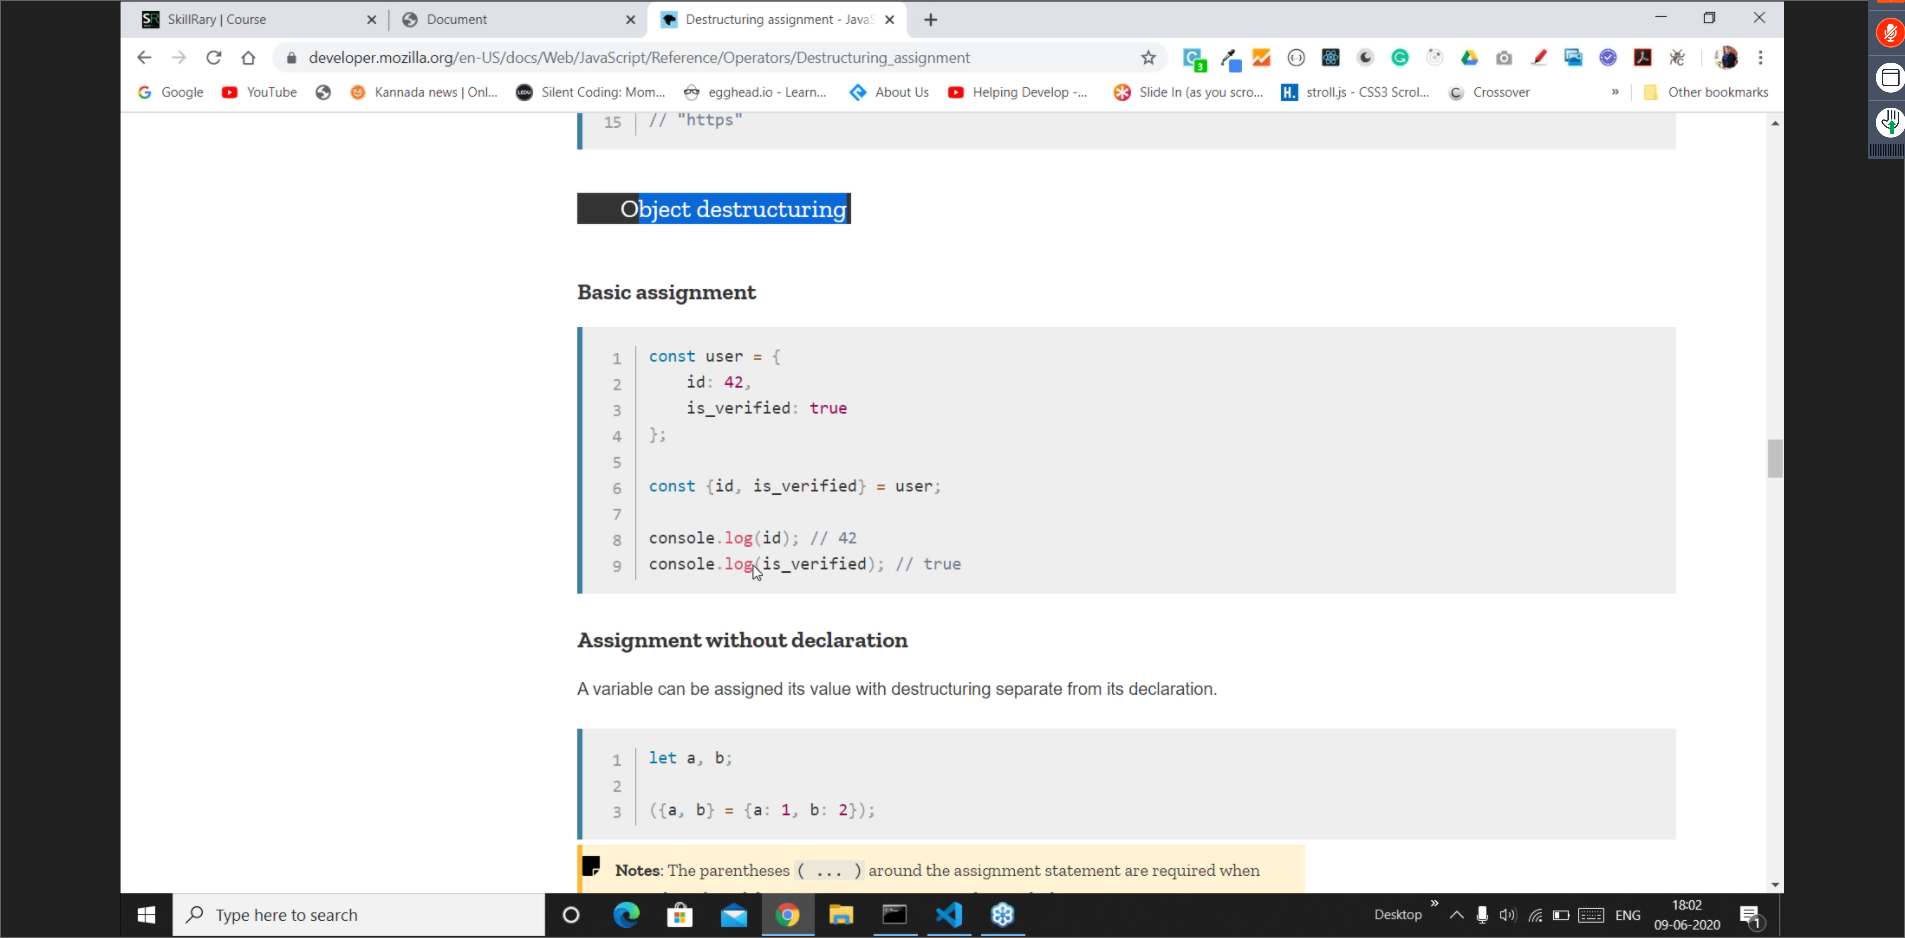 SR SkillRary | Course
Document
Destructuring assignment - JavaS
developer.mozilla.org/en-US/docs/Web/JavaScript/Reference/Operators/Destructuring_assignment
3
Google
YouTube
Kannada news | Onl...
Silent Coding: Mom...
egghead.io - Learn...
About Us
Helping Develop -...
Slide In (as you scro...
H. stroll.js - CSS3 Scrol...
Crossover
»
Other bookmarks
15 // "https"
Object destructuring
Basic assignment
1 const user = {
2 id: 42,
3 is_verified: true
4 };
5
6 const {id, is_verified} = user;
7
8 console.log(id); // 42
9 console.log(is_verified); // true
Assignment without declaration
A variable can be assigned its value with destructuring separate from its declaration.
1 let a, b;
2
3 ({a, b} = {a: 1, b: 2});
Notes: The parentheses ( ... ) around the assignment statement are required when
Type here to search
Desktop
»
ENG
18:02
09-06-2020
1